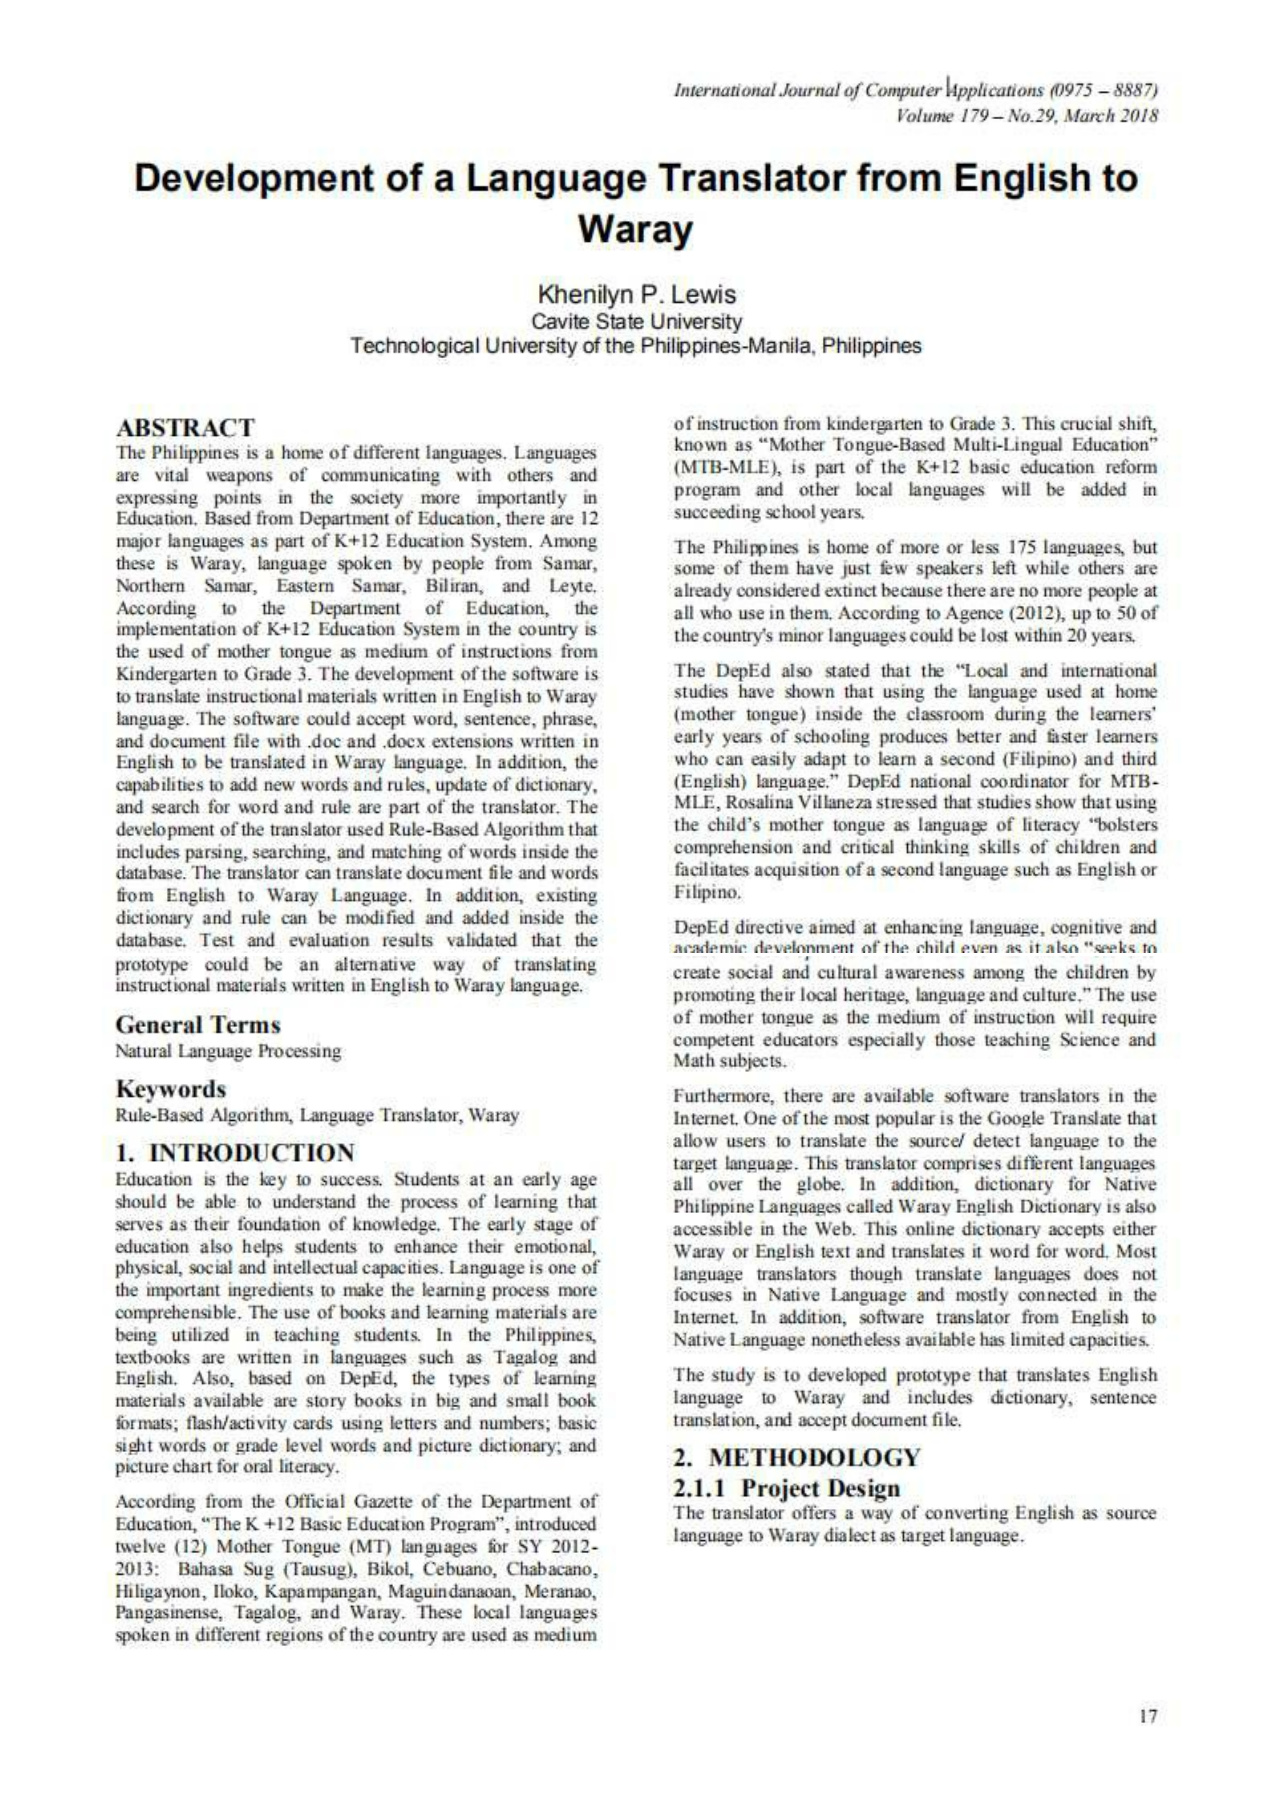 International Journal of Computer Applications (0975 – 8887)
Volume 179 – No.29, March 2018
Development of a Language Translator from English to
Waray
Khenilyn P. Lewis
Cavite State University
Technological University of the Philippines-Manila, Philippines
ABSTRACT
The Philippines is a home of different languages. Languages
are vital weapons of communicating with others and
expressing points in the society more importantly in
Education. Based from Department of Education, there are 12
major languages as part of K+12 Education System. Among
these is Waray, language spoken by people from Samar,
Northern Samar, Eastern Samar, Biliran, and Leyte.
According to the Department of Education, the
implementation of K+12 Education System in the country is
the used of mother tongue as medium of instructions from
Kindergarten to Grade 3. The development of the software is
to translate instructional materials written in English to Waray
language. The software could accept word, sentence, phrase,
and document file with .doc and .docx extensions written in
English to be translated in Waray language. In addition, the
capabilities to add new words and rules, update of dictionary,
and search for word and rule are part of the translator. The
development of the translator used Rule-Based Algorithm that
includes parsing, searching, and matching of words inside the
database. The translator can translate document file and words
from English to Waray Language. In addition, existing
dictionary and rule can be modified and added inside the
database. Test and evaluation results validated that the
prototype could be an alternative way of translating
instructional materials written in English to Waray language.
General Terms
Natural Language Processing
Keywords
Rule-Based Algorithm, Language Translator, Waray
1. INTRODUCTION
Education is the key to success. Students at an early age
should be able to understand the process of learning that
serves as their foundation of knowledge. The early stage of
education also helps students to enhance their emotional,
physical, social and intellectual capacities. Language is one of
the important ingredients to make the learning process more
comprehensible. The use of books and learning materials are
being utilized in teaching students. In the Philippines,
textbooks are written in languages such as Tagalog and
English. Also, based on DepEd, the types of learning
materials available are story books in big and small book
formats; flash/activity cards using letters and numbers; basic
sight words or grade level words and picture dictionary; and
picture chart for oral literacy.
According from the Official Gazette of the Department of
Education, “The K +12 Basic Education Program”, introduced
twelve (12) Mother Tongue (MT) languages for SY 2012-
2013: Bahasa Sug (Tausug), Bikol, Cebuano, Chabacano,
Hiligaynon, Iloko, Kapampangan, Maguindanaoan, Meranao,
Pangasinense, Tagalog, and Waray. These local languages
spoken in different regions of the country are used as medium
of instruction from kindergarten to Grade 3. This crucial shift,
known as “Mother Tongue-Based Multi-Lingual Education”
(MTB-MLE), is part of the K+12 basic education reform
program and other local languages will be added in
succeeding school years.
The Philippines is home of more or less 175 languages, but
some of them have just few speakers left while others are
already considered extinct because there are no more people at
all who use in them. According to Agence (2012), up to 50 of
the country's minor languages could be lost within 20 years.
The DepEd also stated that the “Local and international
studies have shown that using the language used at home
(mother tongue) inside the classroom during the learners’
early years of schooling produces better and faster learners
who can easily adapt to learn a second (Filipino) and third
(English) language.” DepEd national coordinator for MTB-
MLE, Rosalina Villaneza stressed that studies show that using
the child’s mother tongue as language of literacy “bolsters
comprehension and critical thinking skills of children and
facilitates acquisition of a second language such as English or
Filipino.
DepEd directive aimed at enhancing language, cognitive and
academic development of the child even as it also “seeks to
create social and cultural awareness among the children by
promoting their local heritage, language and culture.” The use
of mother tongue as the medium of instruction will require
competent educators especially those teaching Science and
Math subjects.
Furthermore, there are available software translators in the
Internet. One of the most popular is the Google Translate that
allow users to translate the source/ detect language to the
target language. This translator comprises different languages
all over the globe. In addition, dictionary for Native
Philippine Languages called Waray English Dictionary is also
accessible in the Web. This online dictionary accepts either
Waray or English text and translates it word for word. Most
language translators though translate languages does not
focuses in Native Language and mostly connected in the
Internet. In addition, software translator from English to
Native Language nonetheless available has limited capacities.
The study is to developed prototype that translates English
language to Waray and includes dictionary, sentence
translation, and accept document file.
2. METHODOLOGY
2.1.1 Project Design
The translator offers a way of converting English as source
language to Waray dialect as target language.
17